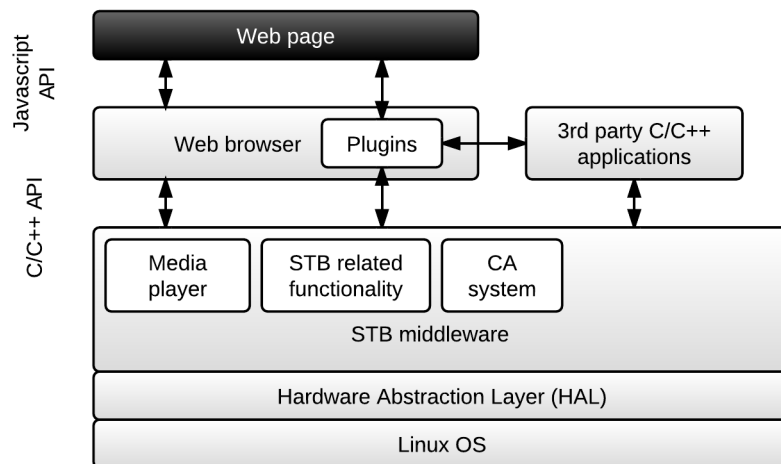 Web page
Javascript
API
Web browser
Plugins
3rd party C/C++
applications
C/C++ API
Media
player
STB related
functionality
CA
system
STB middleware
Hardware Abstraction Layer (HAL)
Linux OS